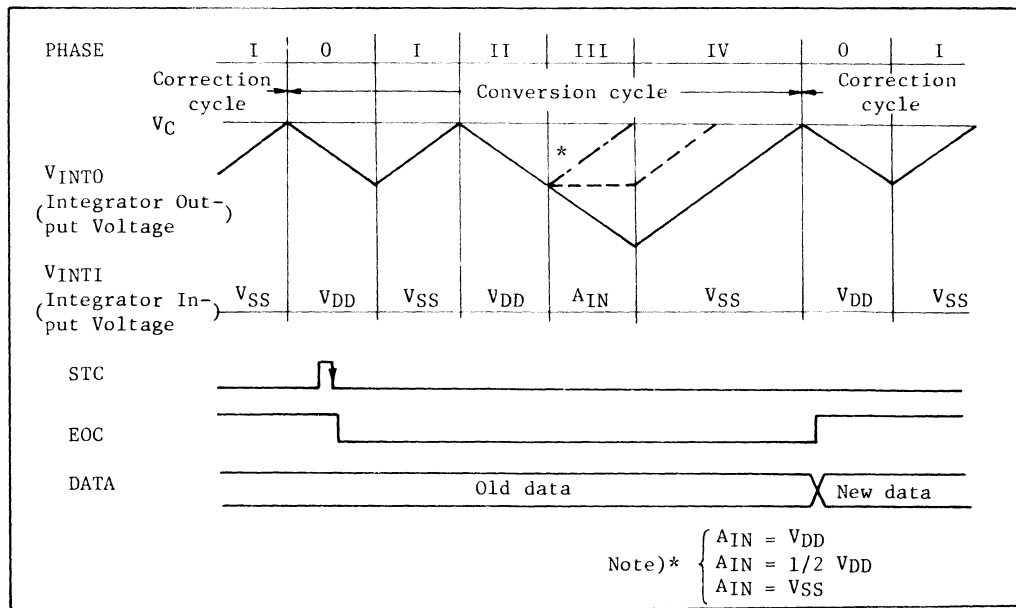 PHASE I O I II III IV O I
Correction cycle
Conversion cycle
Correction cycle
VC
*
VINTO
(Integrator Out-
put Voltage)
VINTI
(Integrator In-
put Voltage)
VSS VDD VSS VDD AIN VSS VDD VSS
STC
EOC
DATA
Old data New data
Note)* { AIN = VDD
AIN = 1/2 VDD
AIN = VSS